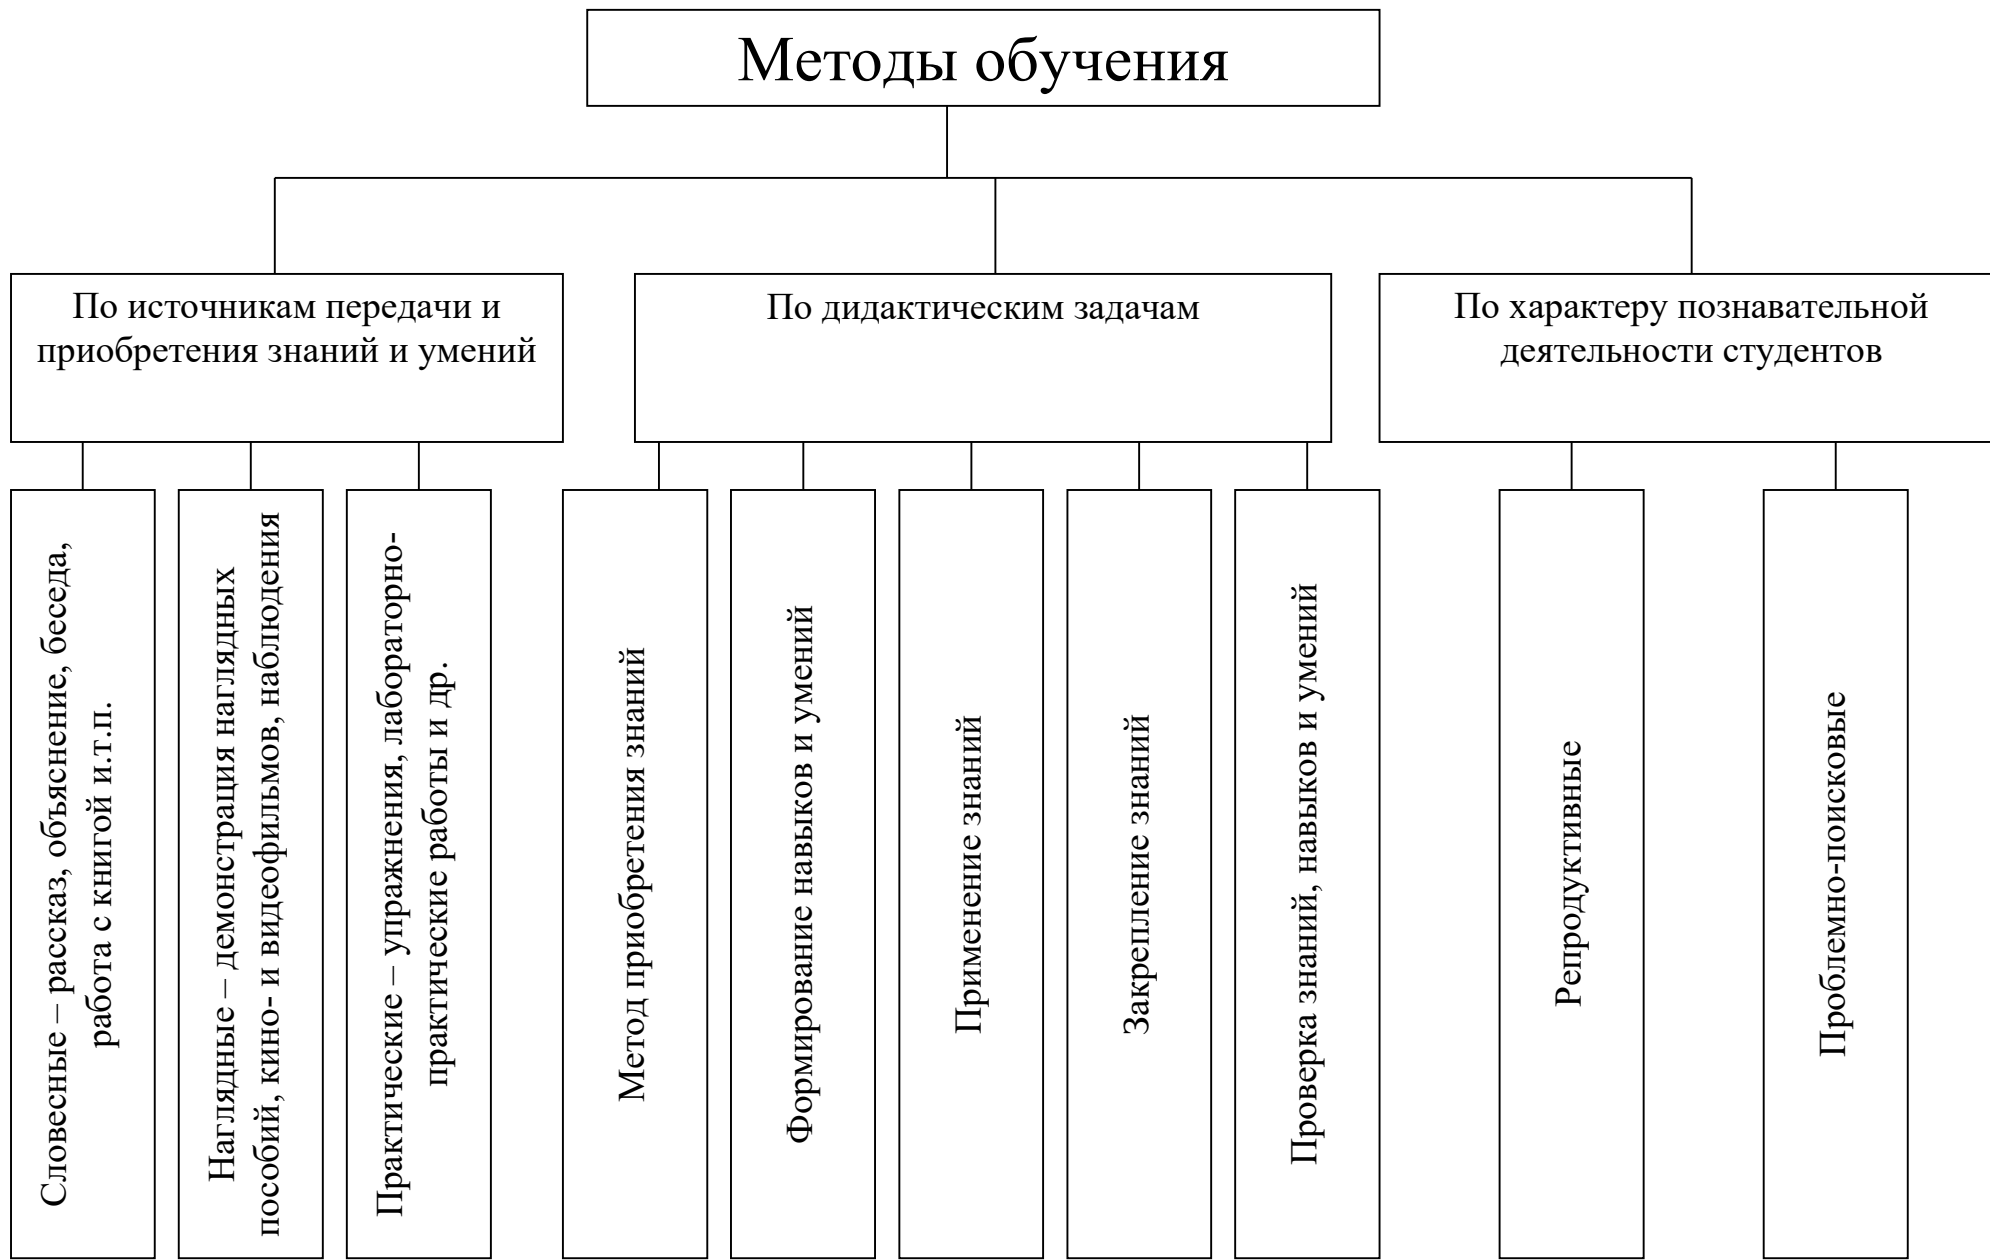 Методы обучения
По источникам передачи и
приобретения знаний и умений
По дидактическим задачам
По характеру познавательной
деятельности студентов
Словесные – рассказ, объяснение, беседа,
работа с книгой и.т.п.
Наглядные – демонстрация наглядных
пособий, кино- и видеофильмов, наблюдения
Практические – упражнения, лабораторно-
практические работы и др.
Метод приобретения знаний
Формирование навыков и умений
Применение знаний
Закрепление знаний
Проверка знаний, навыков и умений
Репродуктивные
Проблемно-поисковые